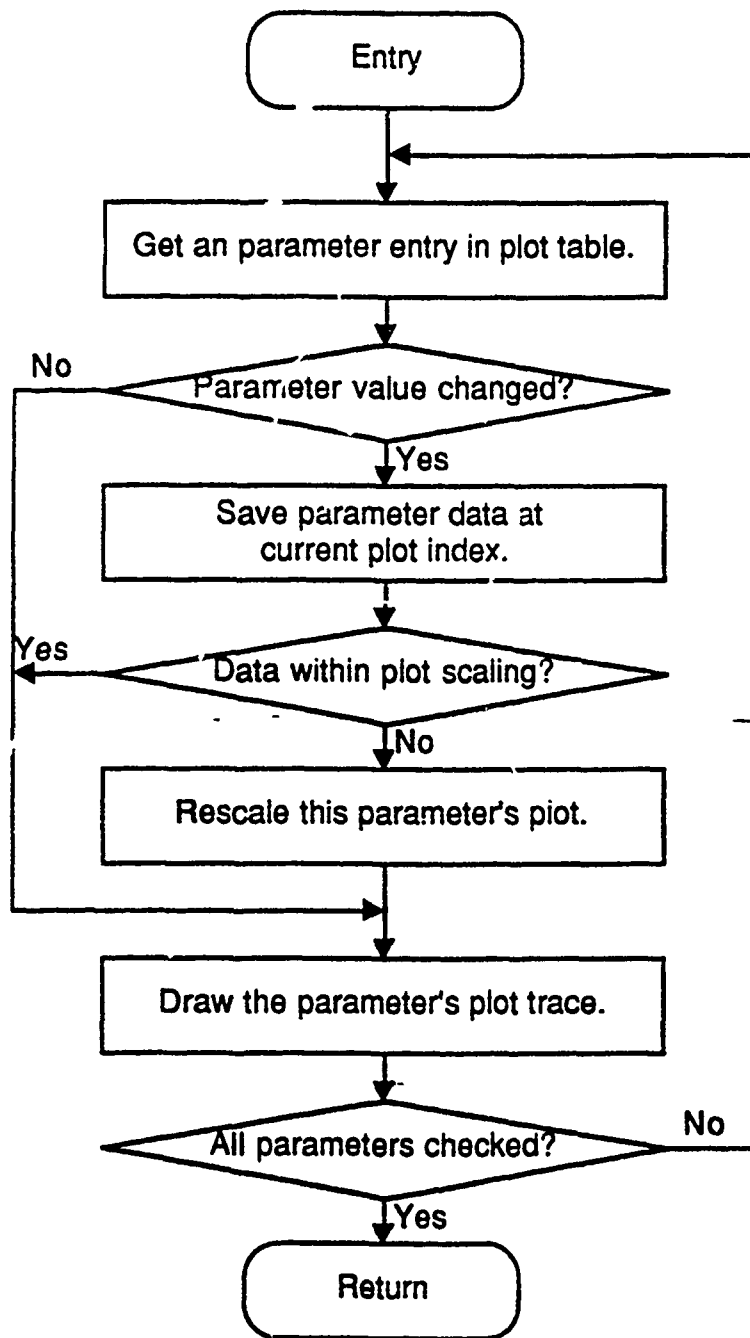 Entry
Get an parameter entry in plot table.
No
Parameter value changed?
Yes
Save parameter data at
current plot index.
Yes
Data within plot scaling?
No
Rescale this parameter's plot.
Draw the parameter's plot trace.
All parameters checked?
No
Yes
Return